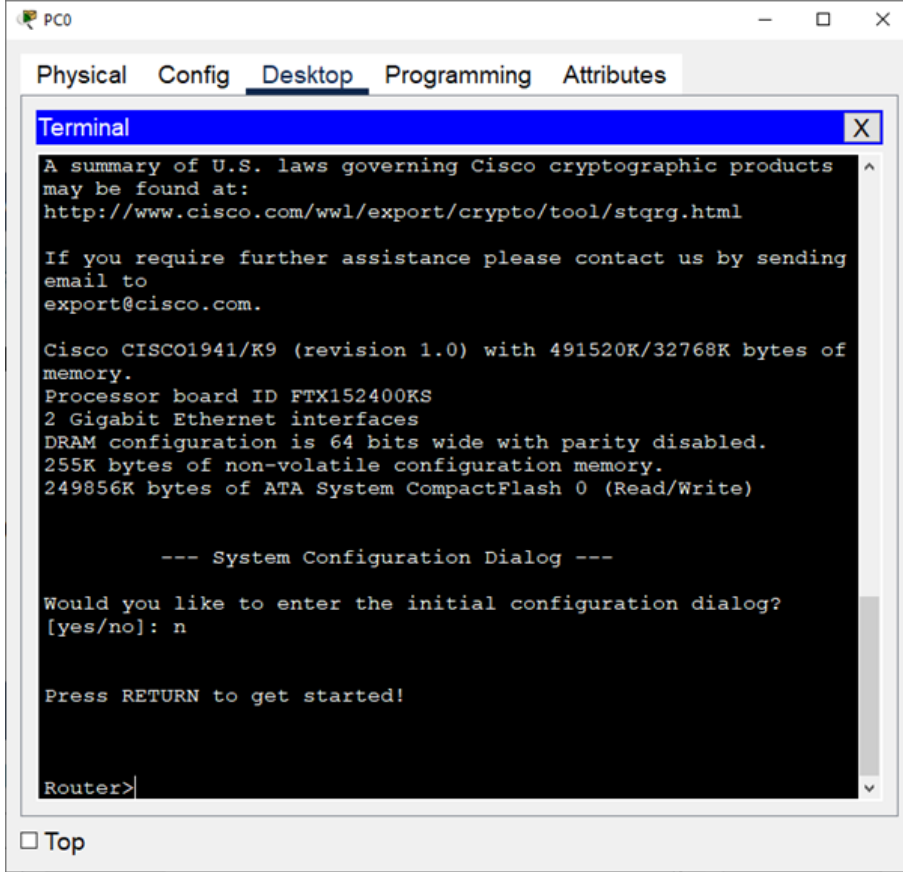 PC0
Physical Config Desktop Programming Attributes
Terminal
X
A summary of U.S. laws governing Cisco cryptographic products
may be found at:
http://www.cisco.com/wwl/export/crypto/tool/stqrg.html
If you require further assistance please contact us by sending
email to
export@cisco.com.
Cisco CISCO1941/K9 (revision 1.0) with 491520K/32768K bytes of
memory.
Processor board ID FTX152400KS
2 Gigabit Ethernet interfaces
DRAM configuration is 64 bits wide with parity disabled.
255K bytes of non-volatile configuration memory.
249856K bytes of ATA System CompactFlash 0 (Read/Write)
--- System Configuration Dialog ---
Would you like to enter the initial configuration dialog?
[yes/no]: n
Press RETURN to get started!
Router>
Top